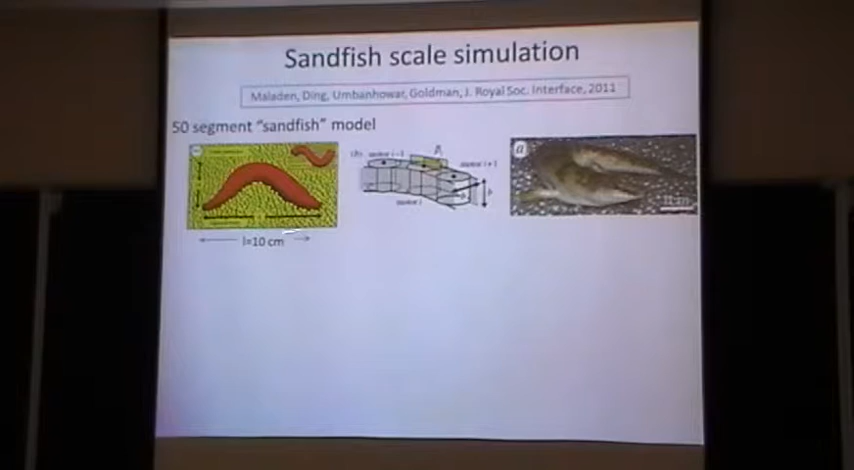 Sandfish scale simulation
Maladen, Ding, Umbanhowar, Goldman, J. Royal Soc. Interface, 2011
50 segment "sandfish" model
a
l=10 cm